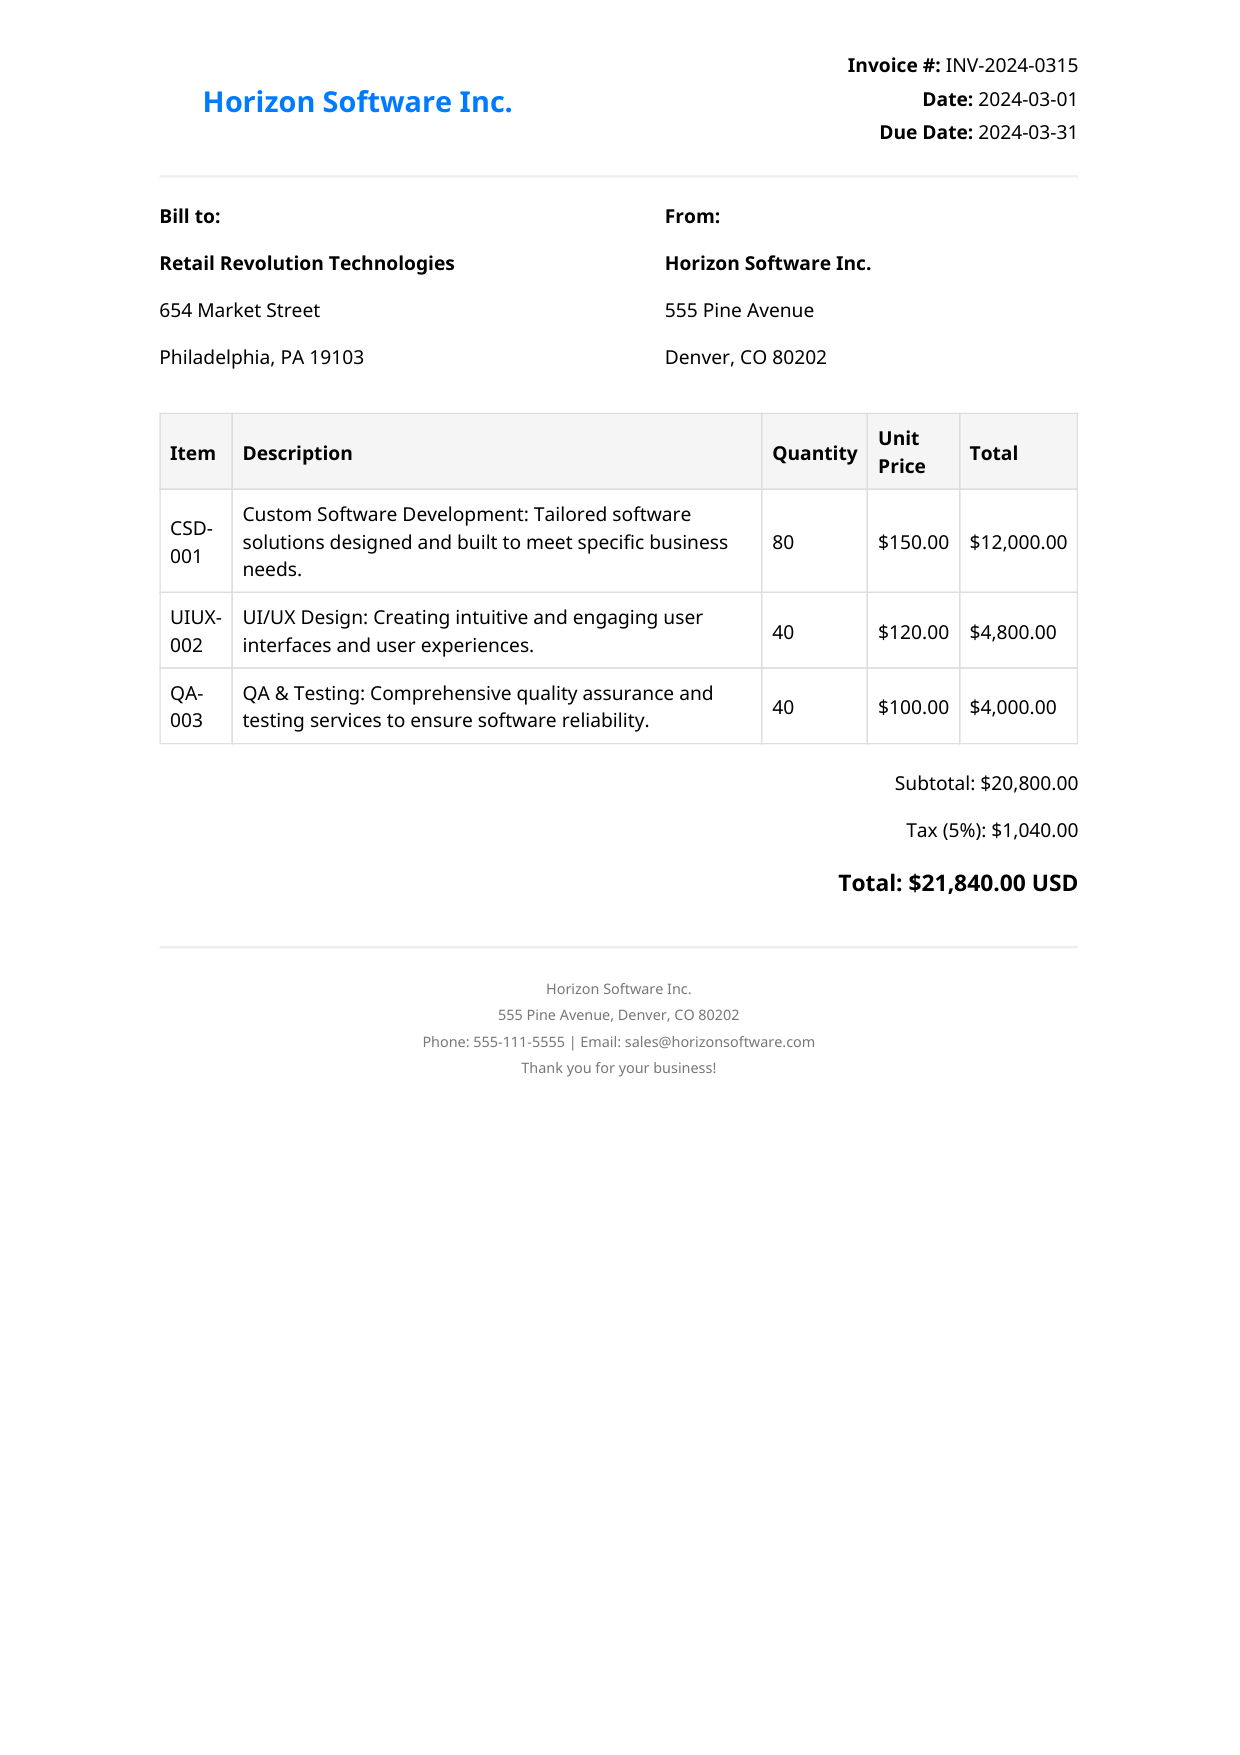 Horizon Software Inc.
Invoice #: INV-2024-0315
Date: 2024-03-01
Due Date: 2024-03-31
Bill to:
Retail Revolution Technologies
654 Market Street
Philadelphia, PA 19103
From:
Horizon Software Inc.
555 Pine Avenue
Denver, CO 80202
Item Description Quantity Unit Price Total
CSD-001 Custom Software Development: Tailored software solutions designed and built to meet specific business needs. 80 $150.00 $12,000.00
UIUX-002 UI/UX Design: Creating intuitive and engaging user interfaces and user experiences. 40 $120.00 $4,800.00
QA-003 QA & Testing: Comprehensive quality assurance and testing services to ensure software reliability. 40 $100.00 $4,000.00
Subtotal: $20,800.00
Tax (5%): $1,040.00
Total: $21,840.00 USD
Horizon Software Inc.
555 Pine Avenue, Denver, CO 80202
Phone: 555-111-5555 | Email: sales@horizonsoftware.com
Thank you for your business!